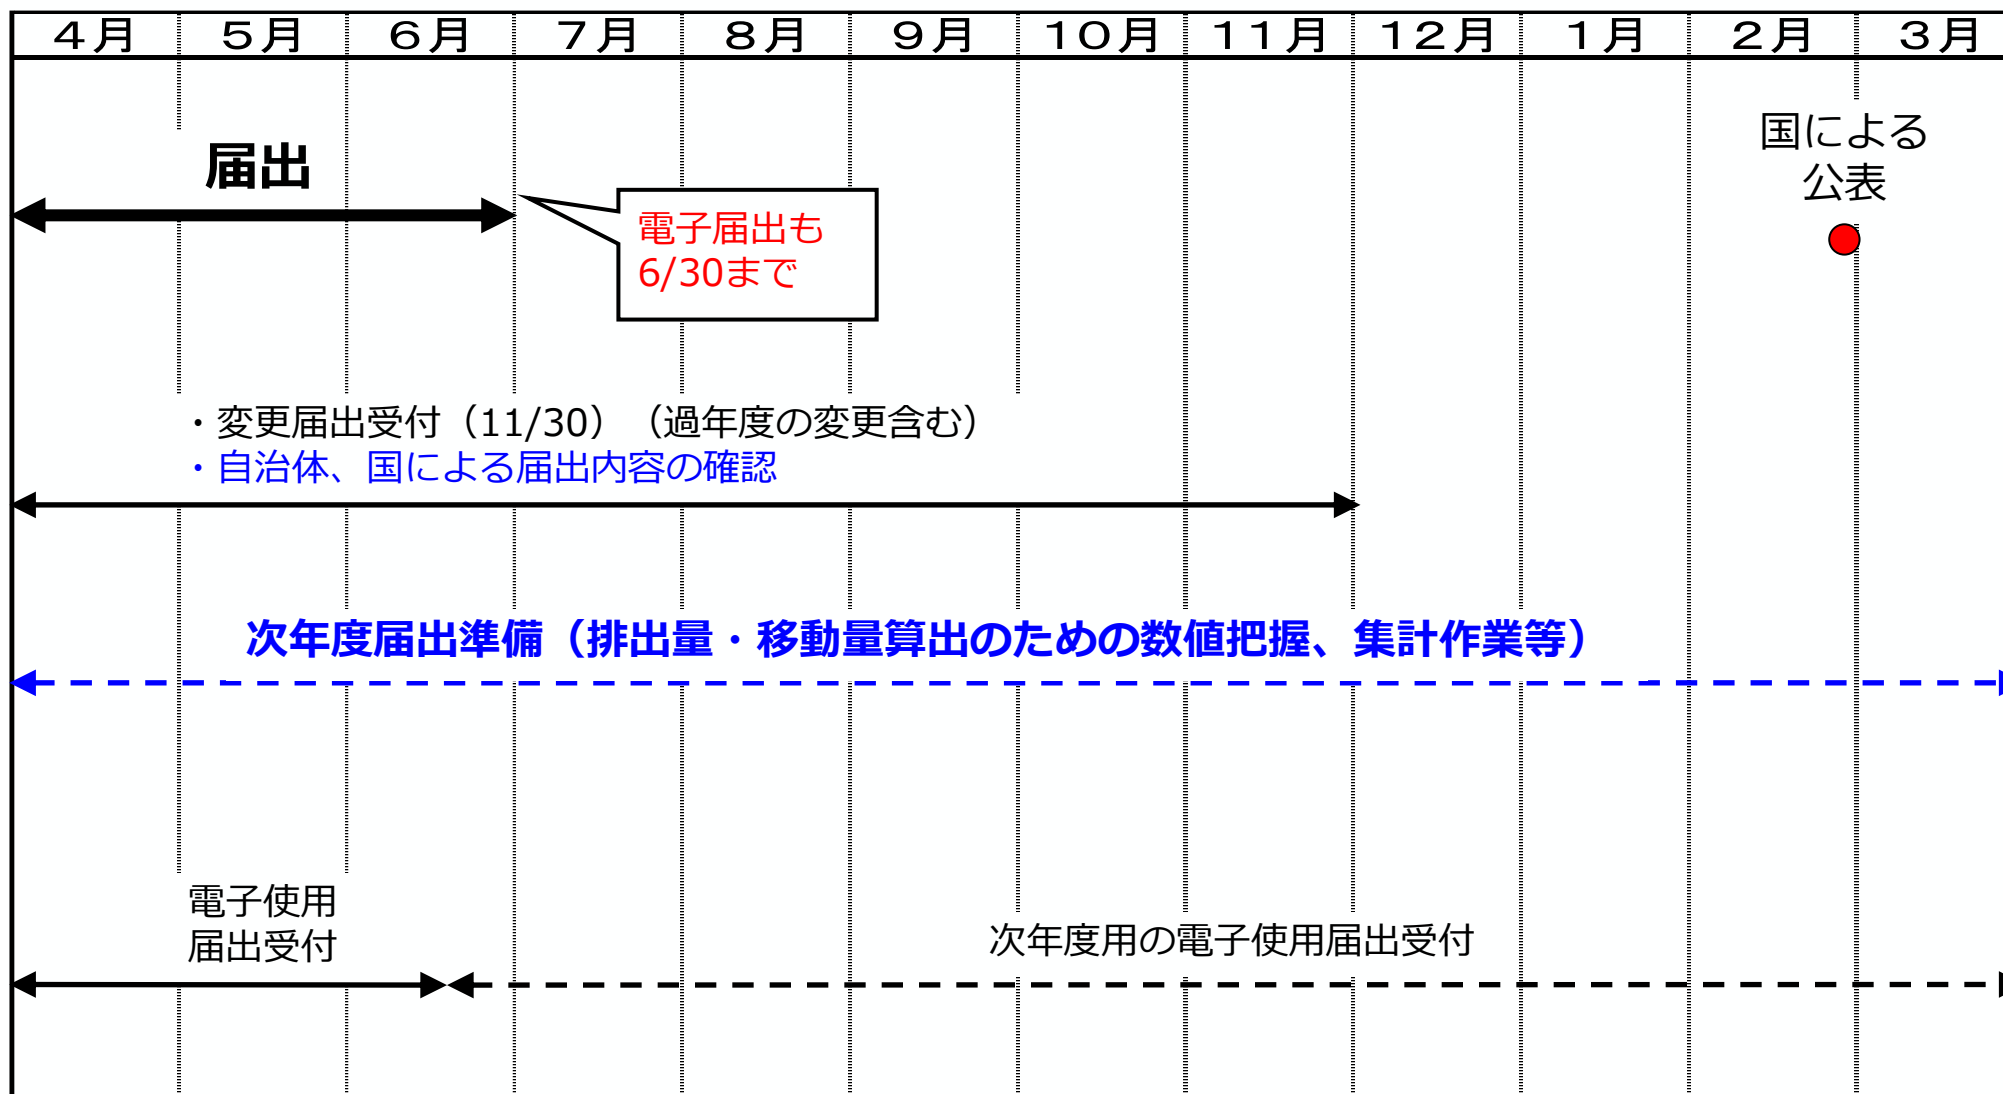 ４月 ５月 ６月 ７月 ８月 ９月 １０月 １１月 １２月 １月 ２月 ３月
国による
公表
届出
電子届出も
6/30まで
・変更届出受付（11/30）（過年度の変更含む）
・自治体、国による届出内容の確認
次年度届出準備（排出量・移動量算出のための数値把握、集計作業等）
電子使用
届出受付
次年度用の電子使用届出受付